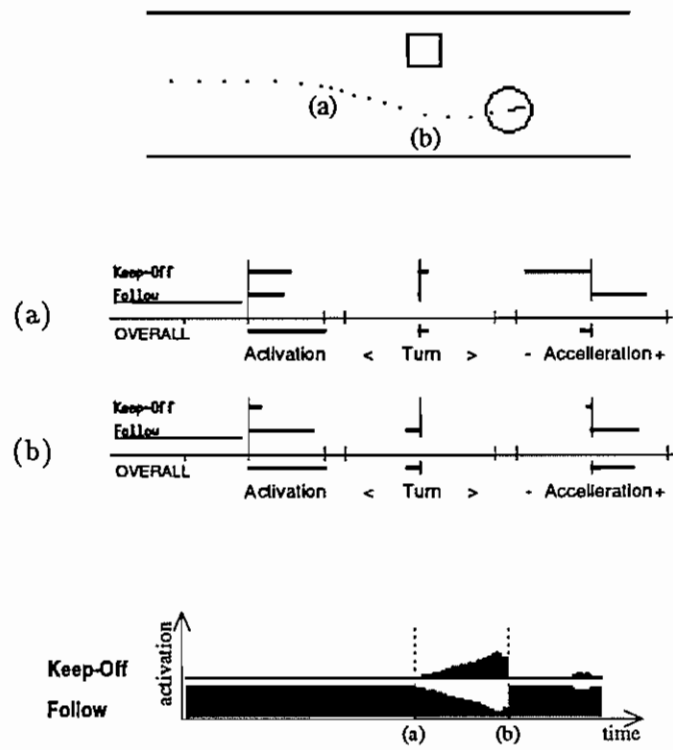 (a)
(b)
Keep-Off
Follow
(a)
OVERALL
Activation < Turn > - Accelleration +
Keep-Off
Follow
(b)
OVERALL
Activation < Turn > - Accelleration +
activation
Keep-Off
Follow
(a) (b) time